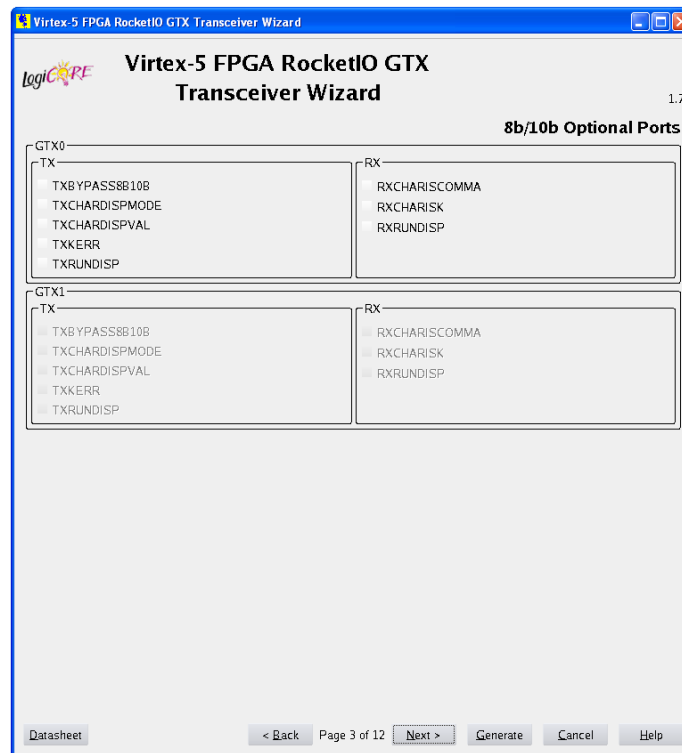 Virtex-5 FPGA RocketIO GTX Transceiver Wizard
LogiCORE
Virtex-5 FPGA RocketIO GTX
Transceiver Wizard
1.7
8b/10b Optional Ports
GTX0
TX
TXBYPASS8B10B
TXCHARDISPMODE
TXCHARDISPVAL
TXKERR
TXRUNDISP
RX
RXCHARISCOMMA
RXCHARISK
RXRUNDISP
GTX1
TX
TXBYPASS8B10B
TXCHARDISPMODE
TXCHARDISPVAL
TXKERR
TXRUNDISP
RX
RXCHARISCOMMA
RXCHARISK
RXRUNDISP
Datasheet
< Back Page 3 of 12 Next > Generate Cancel Help